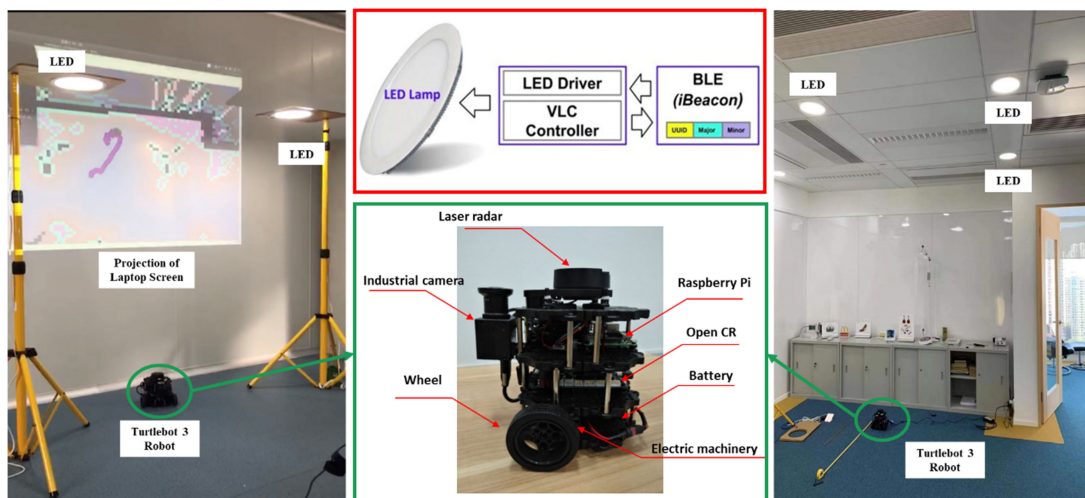 LED
LED
Projection of
Laptop Screen
Turtlebot 3
Robot
LED Lamp
LED Driver
VLC
Controller
BLE
(iBeacon)
UUID
Major
Minor
Laser radar
Industrial camera
Raspberry Pi
Open CR
Wheel
Battery
Electric machinery
LED
LED
LED
Turtlebot 3
Robot